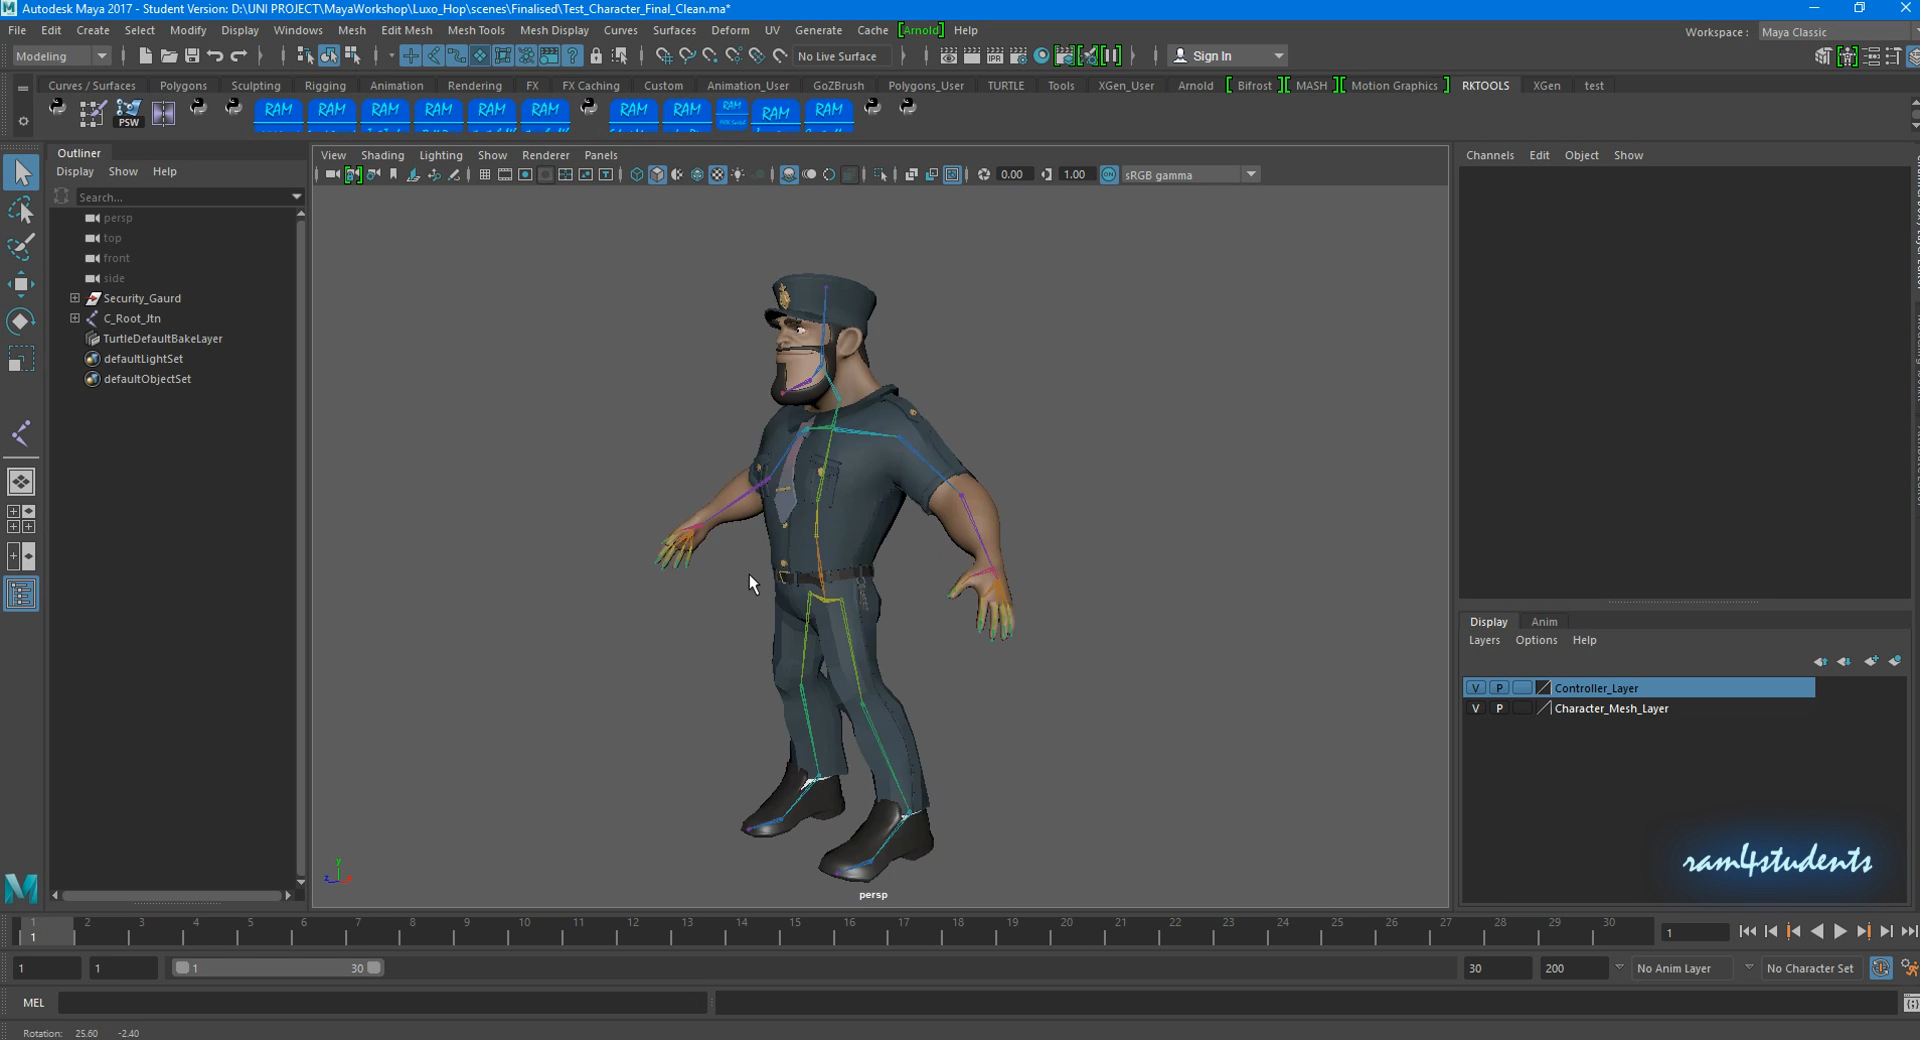 Autodesk Maya 2017 - Student Version: D:\UNI PROJECT\MayaWorkshop\Luxo_Hop\scenes\Finalised\Test_Character_Final_Clean.ma*
File Edit Create Select Modify Display Windows Mesh Edit Mesh Mesh Tools Mesh Display Curves Surfaces Deform UV Generate Cache [Arnold] Help
Workspace : Maya Classic
Modeling No Live Surface Sign In
Curves / Surfaces Polygons Sculpting Rigging Animation Rendering FX FX Caching Custom Animation_User GoZBrush Polygons_User TURTLE Tools XGen_User Arnold [ Bifrost ][ MASH ][ Motion Graphics ] RKTOOLS XGen test
PSW RAM RAM RAM RAM RAM RAM RAM RAM RAM RAM RAM
Outliner
Display Show Help
Search...
persp
top
front
side
Security_Gaurd
C_Root_Jtn
TurtleDefaultBakeLayer
defaultLightSet
defaultObjectSet
View Shading Lighting Show Renderer Panels
IPR
0.00 1.00 ON sRGB gamma
y
z
persp
Channels Edit Object Show
Display Anim
Layers Options Help
V P Controller_Layer
V P Character_Mesh_Layer
ram4students
1 2 3 4 5 6 7 8 9 10 11 12 13 14 15 16 17 18 19 20 21 22 23 24 25 26 27 28 29 30
1 1
1 1 1 30 30 200 No Anim Layer No Character Set
MEL
Rotation: 25.60 -2.40